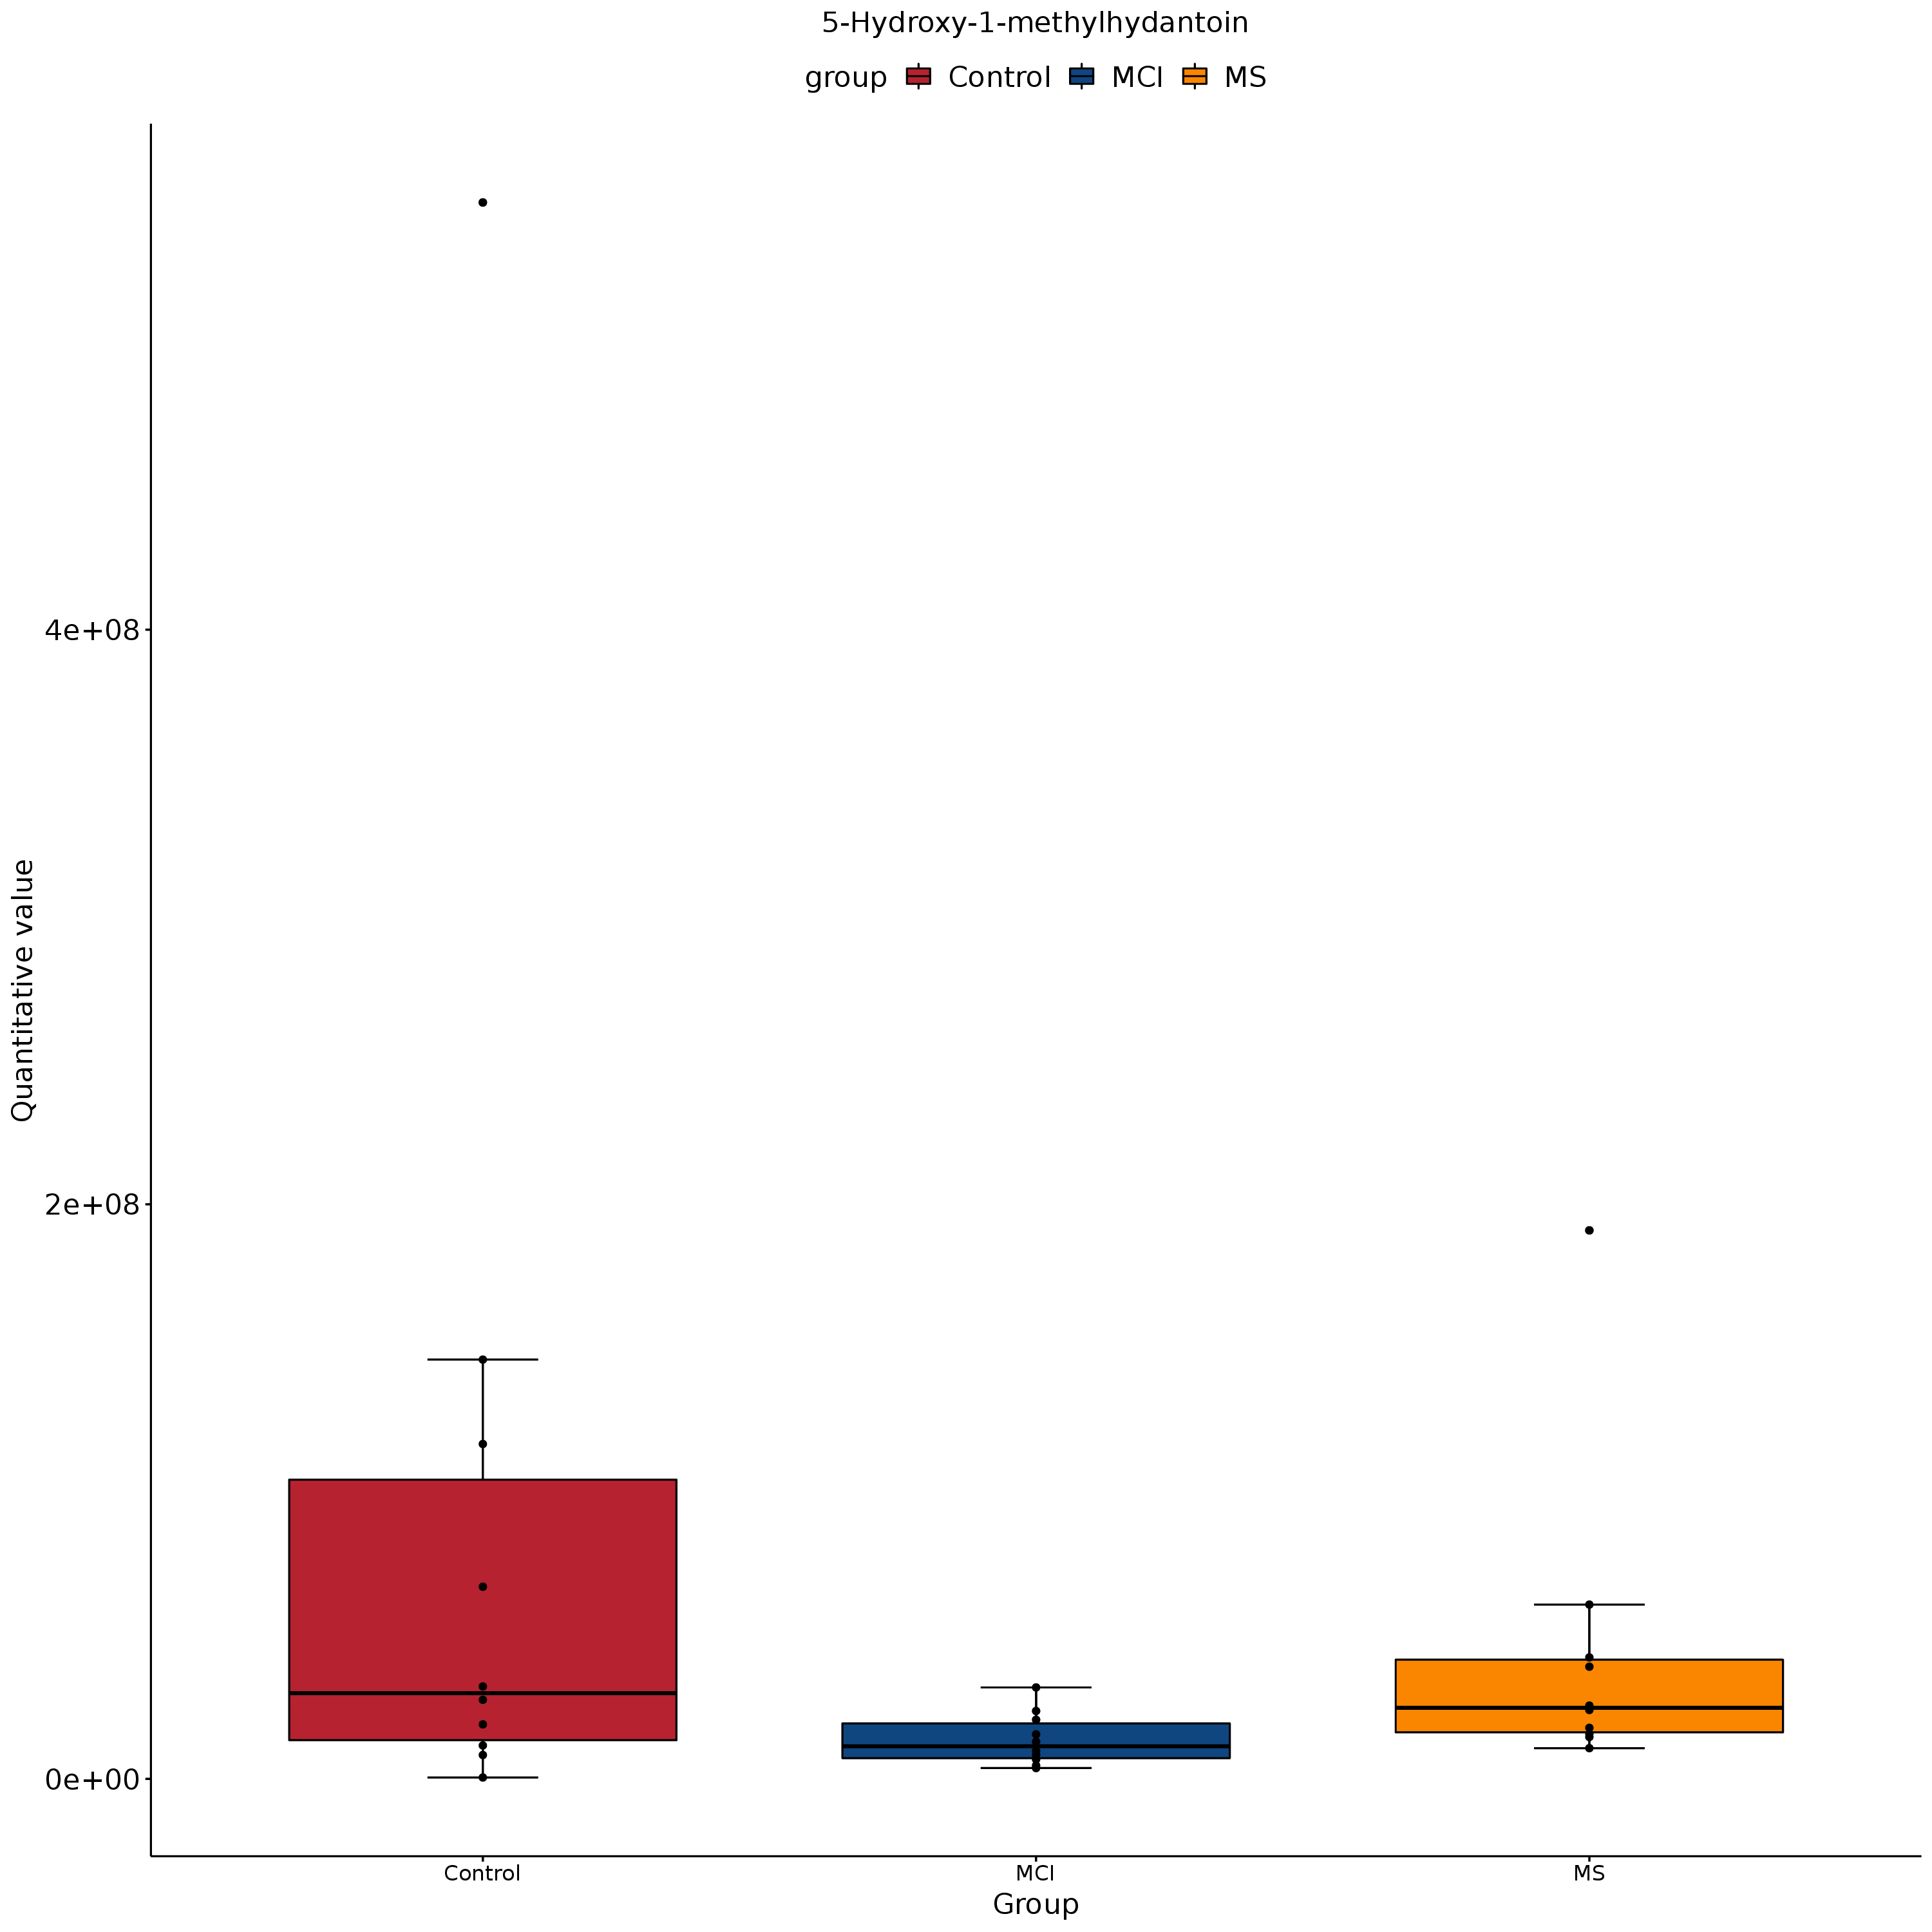 5-Hydroxy-1-methylhydantoin
group Control MCI MS
Quantitative value
4e+08
2e+08
0e+00
Control MCI MS
Group